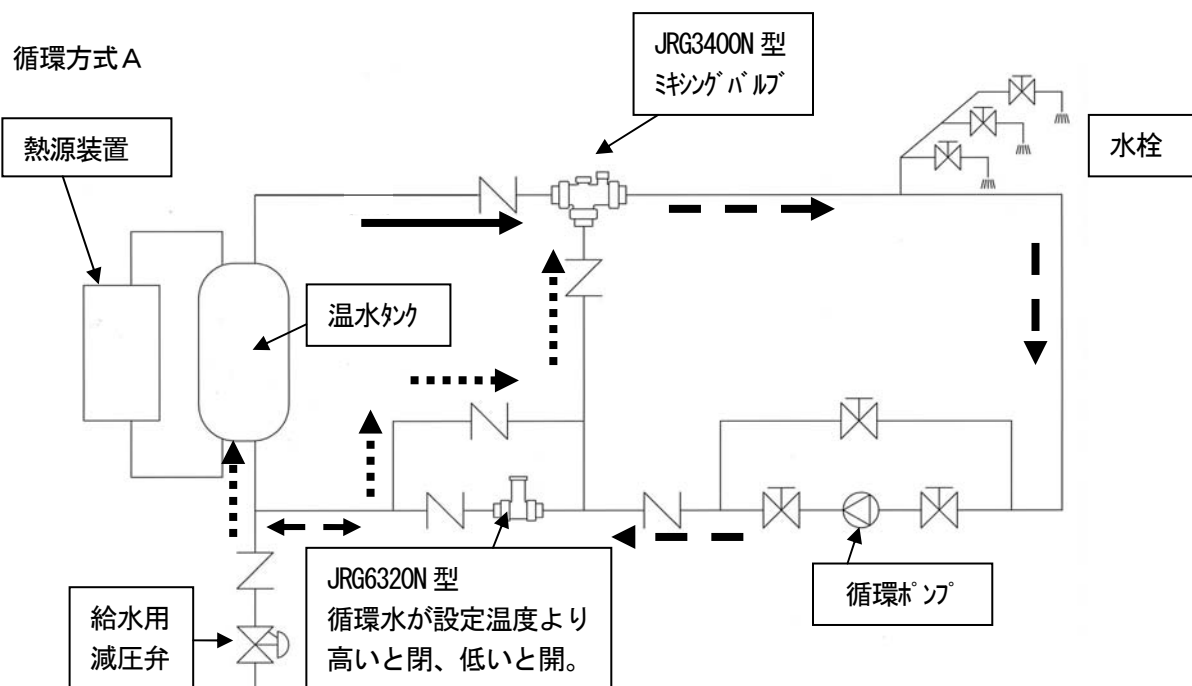 循環方式A
JRG3400N 型
ﾐｷｼﾝｸﾞﾊﾞﾙﾌﾞ
熱源装置
水栓
温水ﾀﾝｸ
JRG6320N 型
循環水が設定温度より
高いと閉、低いと開。
循環ﾎﾟﾝﾌﾟ
給水用
減圧弁